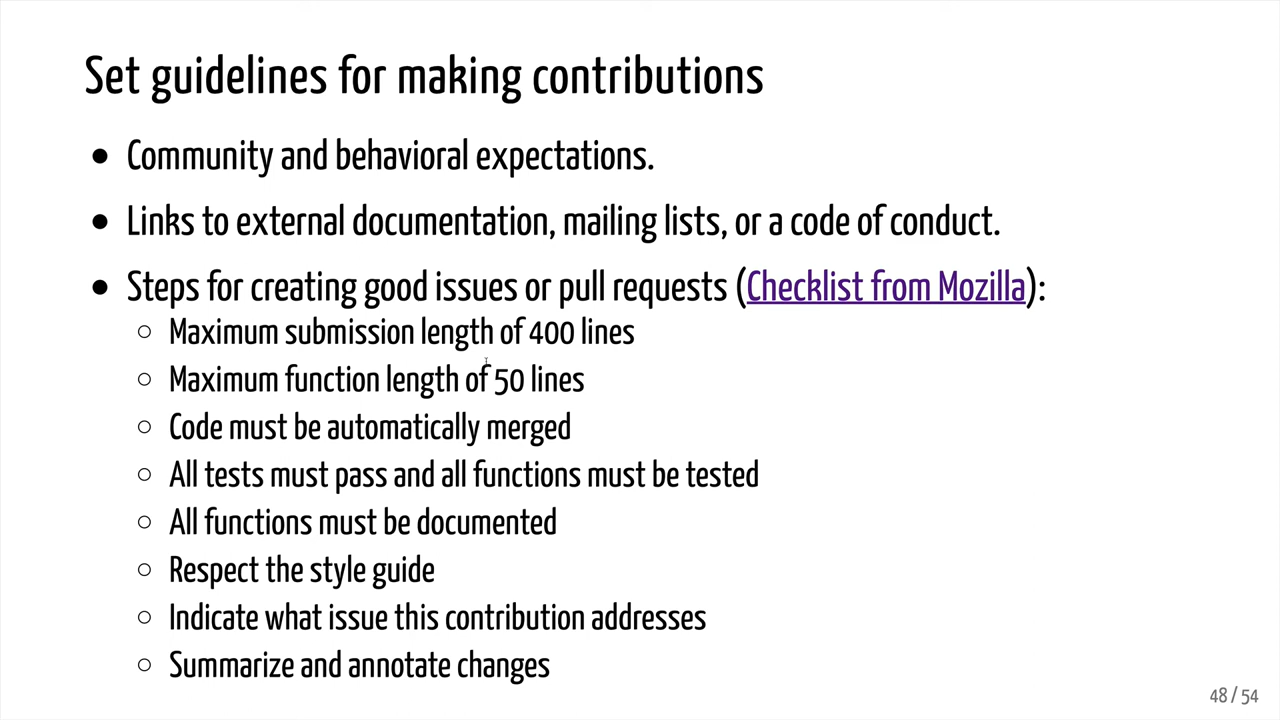 Set guidelines for making contributions
• Community and behavioral expectations.
• Links to external documentation, mailing lists, or a code of conduct.
• Steps for creating good issues or pull requests (Checklist from Mozilla):
○ Maximum submission length of 400 lines
○ Maximum function length of 50 lines
○ Code must be automatically merged
○ All tests must pass and all functions must be tested
○ All functions must be documented
○ Respect the style guide
○ Indicate what issue this contribution addresses
○ Summarize and annotate changes
48 / 54